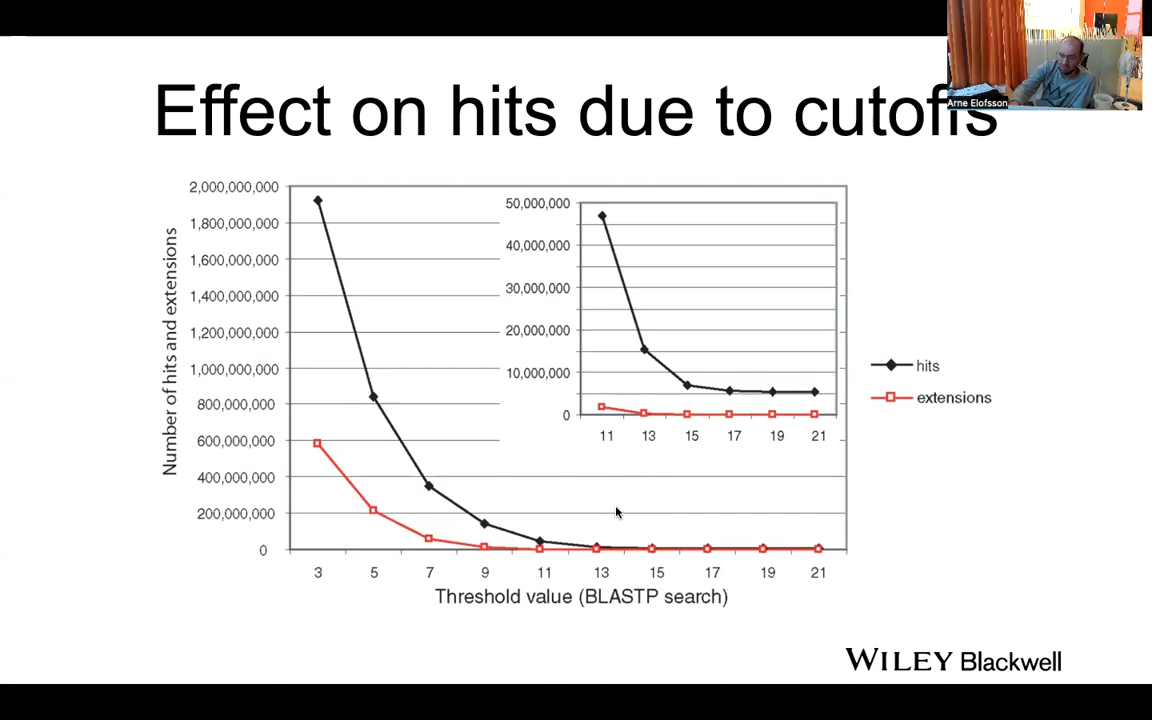 Arne Elofsson
Effect on hits due to cutoffs
Number of hits and extensions
2,000,000,000
1,800,000,000
1,600,000,000
1,400,000,000
1,200,000,000
1,000,000,000
800,000,000
600,000,000
400,000,000
200,000,000
0
3 5 7 9 11 13 15 17 19 21
Threshold value (BLASTP search)
50,000,000
40,000,000
30,000,000
20,000,000
10,000,000
0
11 13 15 17 19 21
hits
extensions
WILEY Blackwell